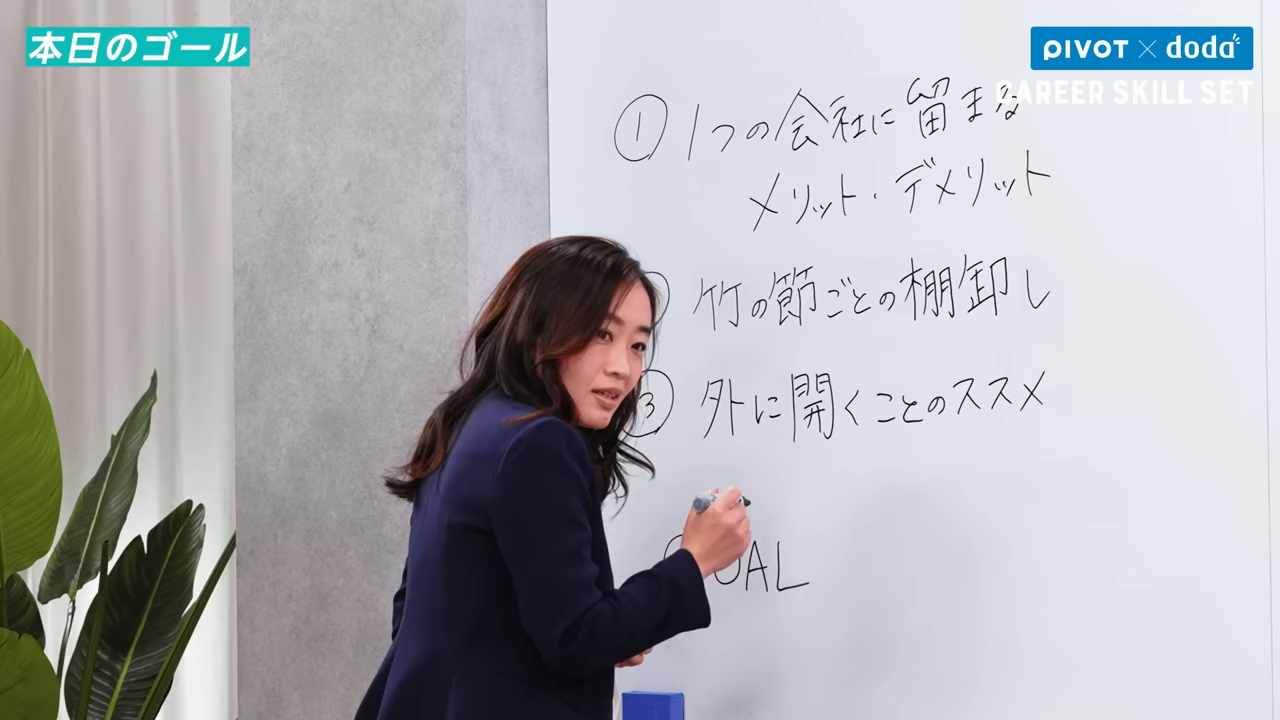 本日のゴール
PIVOT × doda
CAREER SKILL SET
① 1つの会社に留まる
メリット・デメリット
竹の節ごとの棚卸し
③ 外に開くことのススメ
GOAL